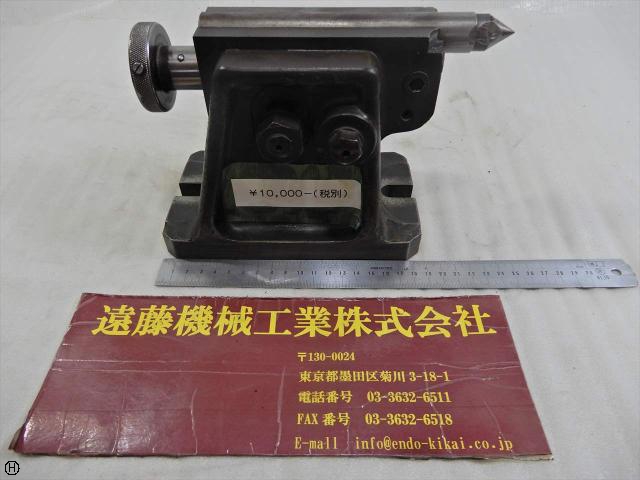 ¥10,000-(税別)
遠藤機械工業株式会社
〒130-0024
東京都墨田区菊川 3-18-1
電話番号 03-3632-6511
FAX 番号 03-3632-6518
E-mall info@endo-kikai.co.jp
H